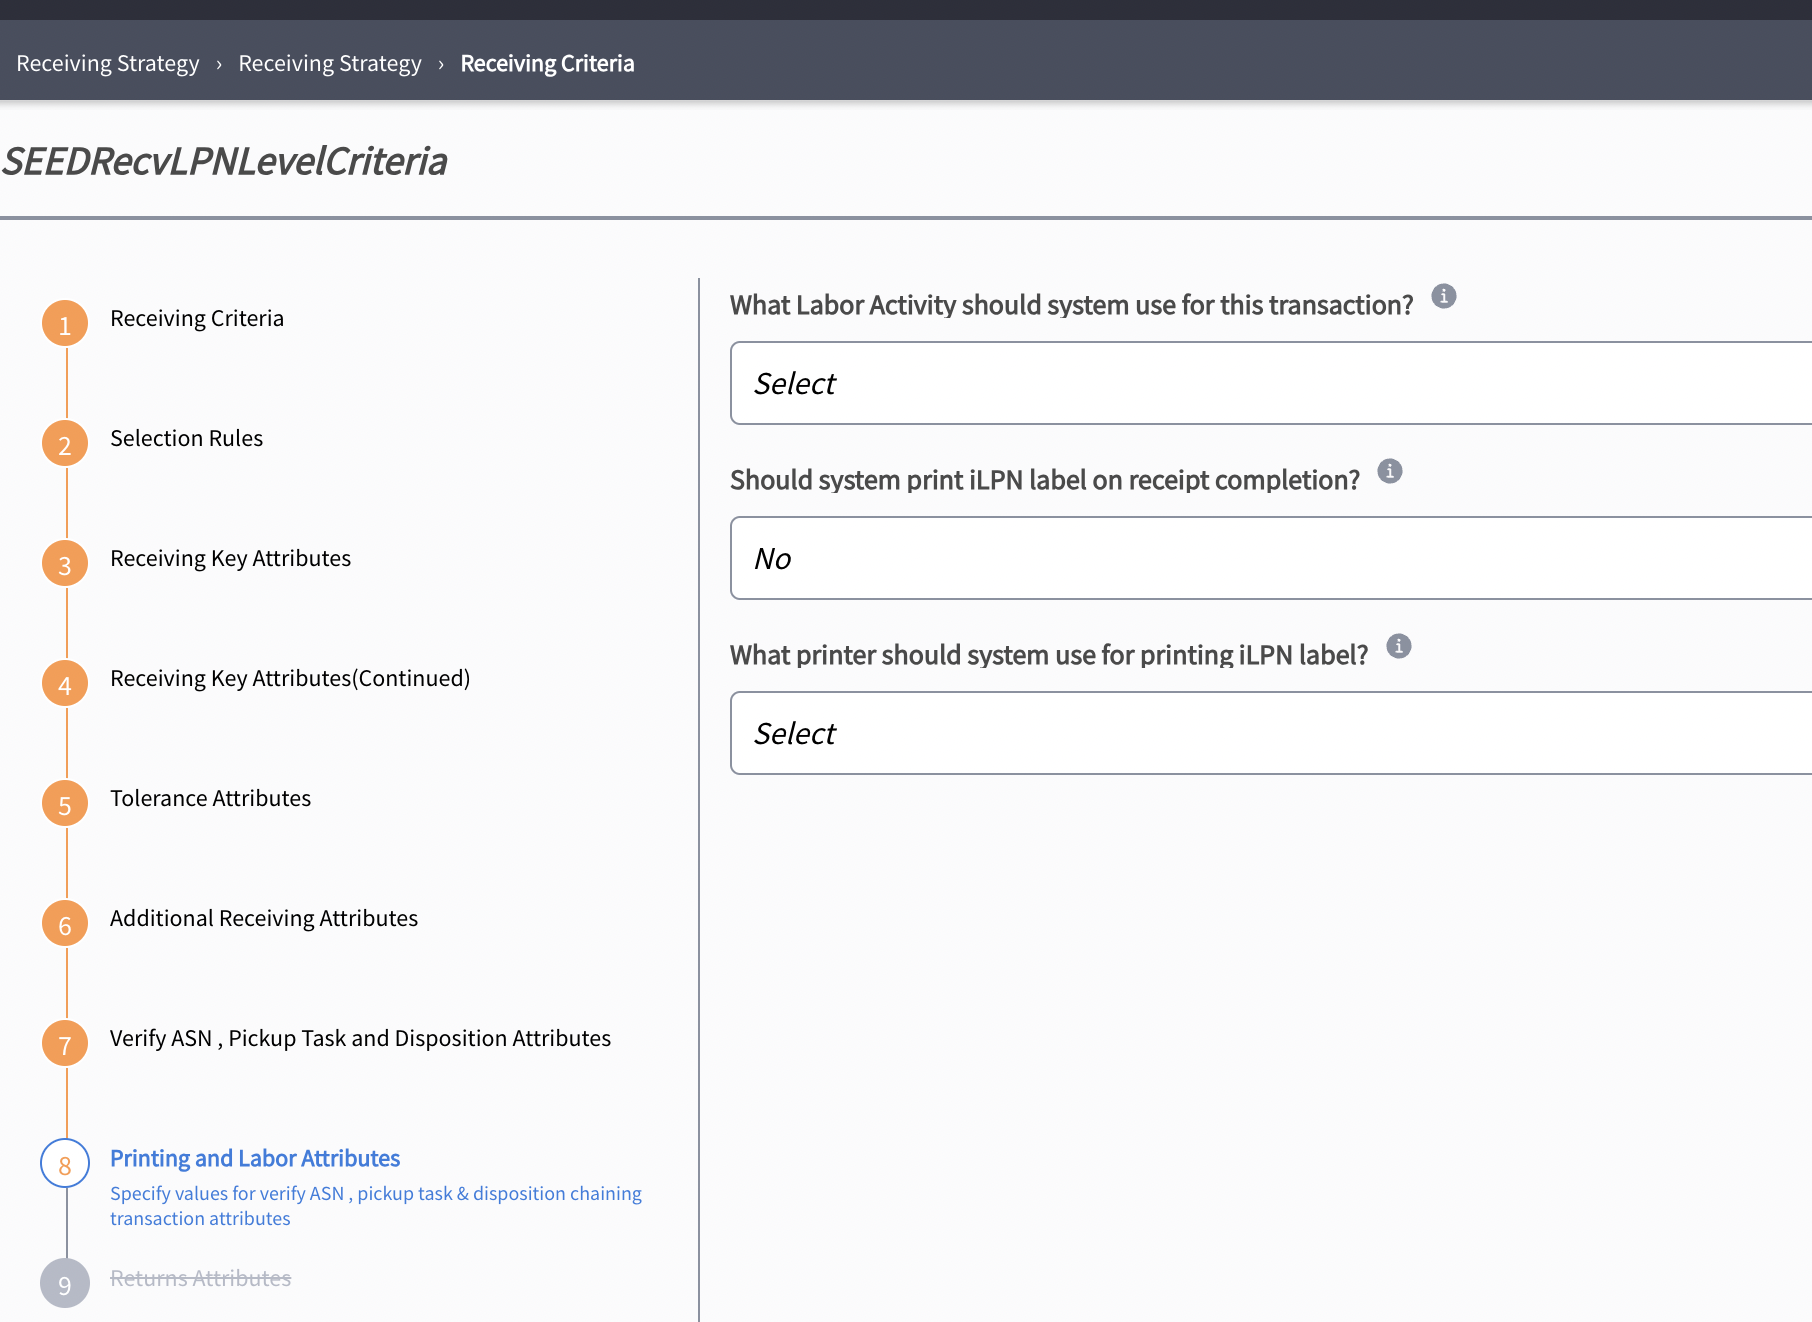 Receiving Strategy › Receiving Strategy › Receiving Criteria
SEEDRecvLPNLevelCriteria
1 Receiving Criteria
2 Selection Rules
3 Receiving Key Attributes
4 Receiving Key Attributes(Continued)
5 Tolerance Attributes
6 Additional Receiving Attributes
7 Verify ASN , Pickup Task and Disposition Attributes
8 Printing and Labor Attributes
Specify values for verify ASN , pickup task & disposition chaining
transaction attributes
9 Returns Attributes
What Labor Activity should system use for this transaction? i
Select
Should system print iLPN label on receipt completion? i
No
What printer should system use for printing iLPN label? i
Select